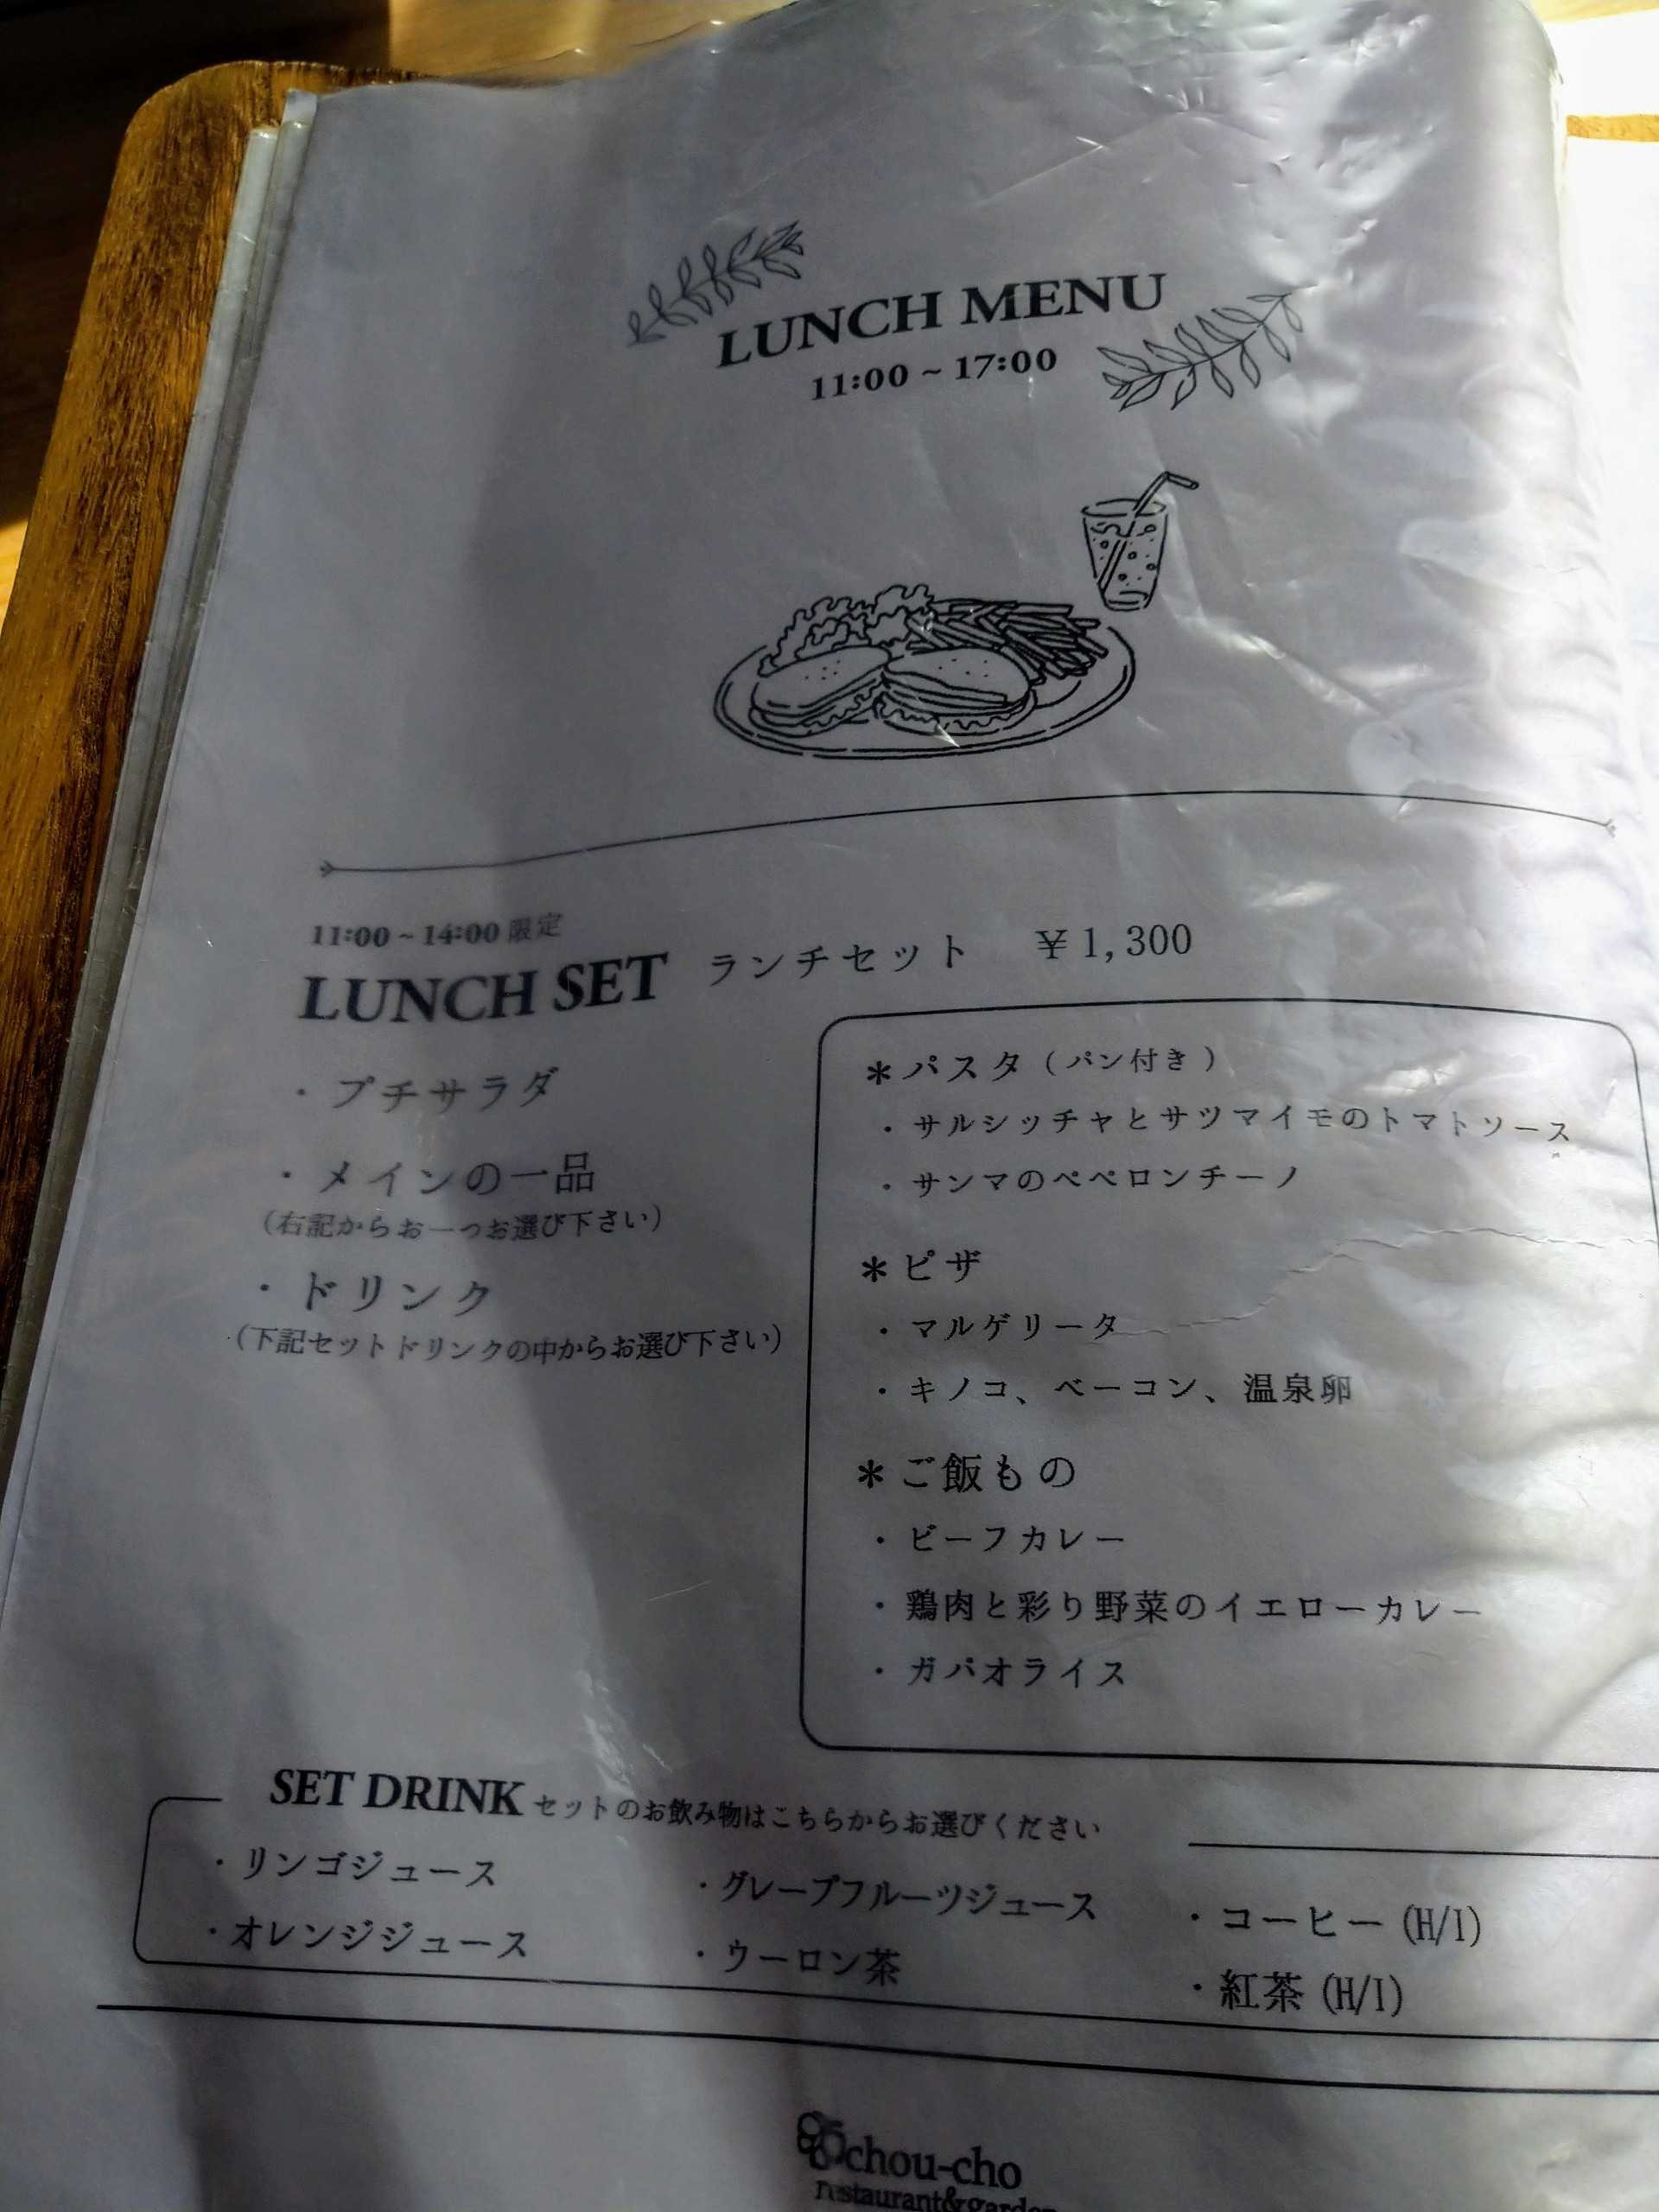 LUNCH MENU
11:00 ~ 17:00
11:00 ~ 14:00 限定
LUNCH SET ランチセット ¥1,300
・プチサラダ
・メインの一品
(右記からお一つお選び下さい)
・ドリンク
(下記セットドリンクの中からお選び下さい)
＊パスタ（パン付き）
・サルシッチャとサツマイモのトマトソース
・サンマのペペロンチーノ
＊ピザ
・マルゲリータ
・キノコ、ベーコン、温泉卵
＊ご飯もの
・ビーフカレー
・鶏肉と彩り野菜のイエローカレー
・ガパオライス
SET DRINK セットのお飲み物はこちらからお選びください
・リンゴジュース
・オレンジジュース
・グレープフルーツジュース
・ウーロン茶
・コーヒー (H/I)
・紅茶 (H/I)
chou-cho
restaurant&garden